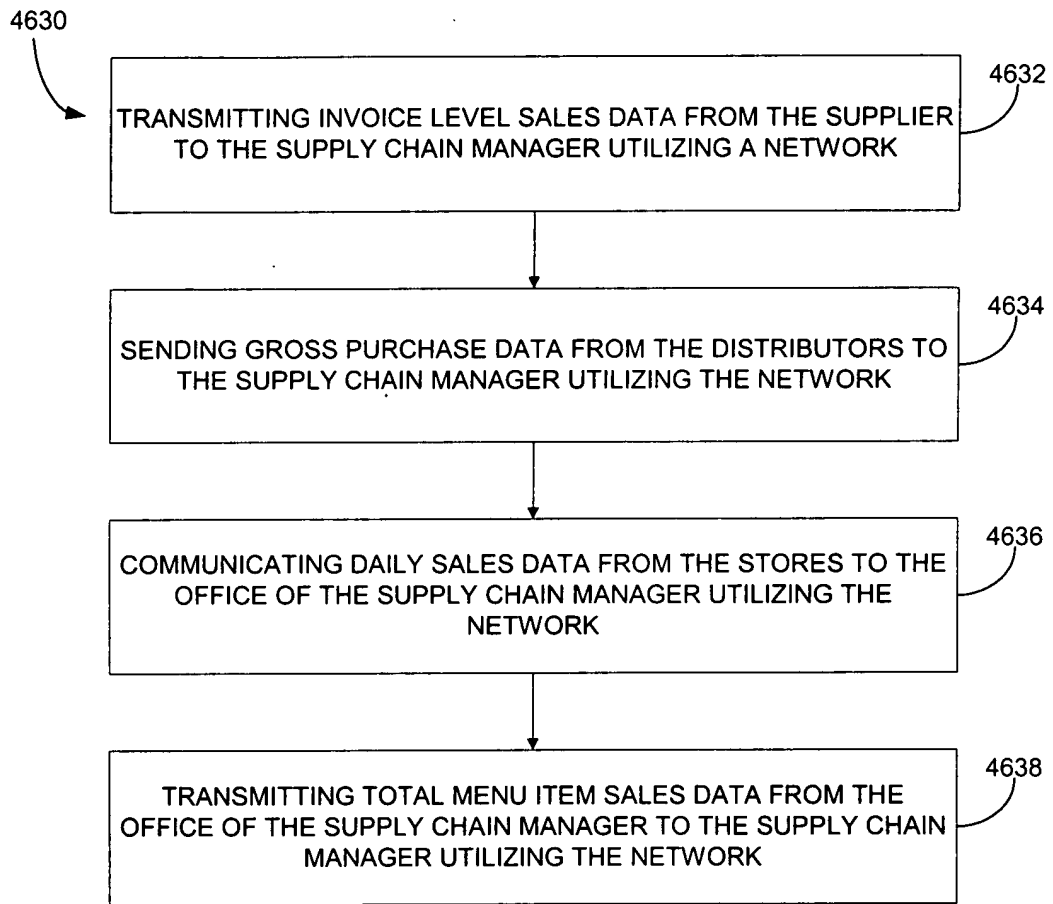 4630
4632
TRANSMITTING INVOICE LEVEL SALES DATA FROM THE SUPPLIER
TO THE SUPPLY CHAIN MANAGER UTILIZING A NETWORK
4634
SENDING GROSS PURCHASE DATA FROM THE DISTRIBUTORS TO
THE SUPPLY CHAIN MANAGER UTILIZING THE NETWORK
4636
COMMUNICATING DAILY SALES DATA FROM THE STORES TO THE
OFFICE OF THE SUPPLY CHAIN MANAGER UTILIZING THE
NETWORK
4638
TRANSMITTING TOTAL MENU ITEM SALES DATA FROM THE
OFFICE OF THE SUPPLY CHAIN MANAGER TO THE SUPPLY CHAIN
MANAGER UTILIZING THE NETWORK